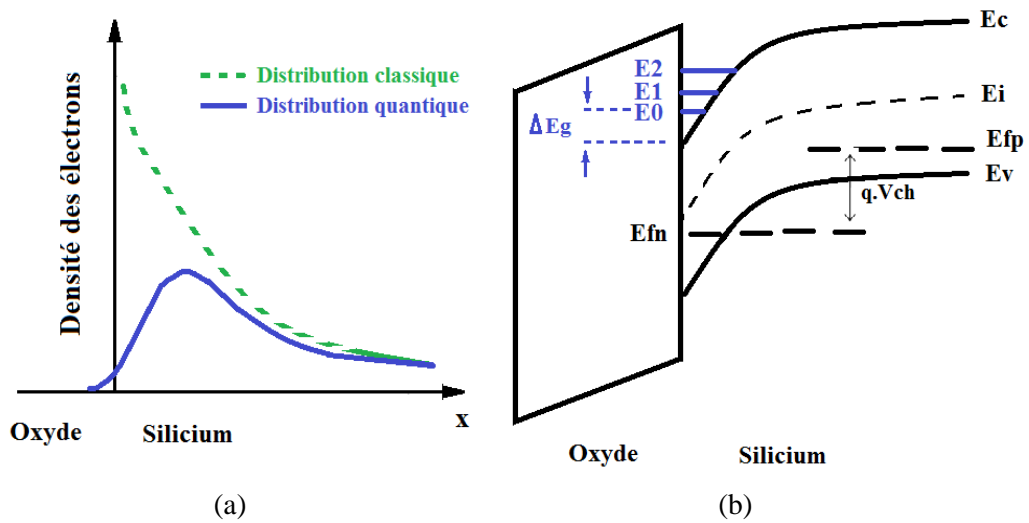 Densité des électrons
Distribution classique
Distribution quantique
Oxyde
Silicium
x
(a)
Ec
E2
E1
E0
Δ Eg
Ei
Efp
Ev
q.Vch
Efn
Oxyde
Silicium
(b)